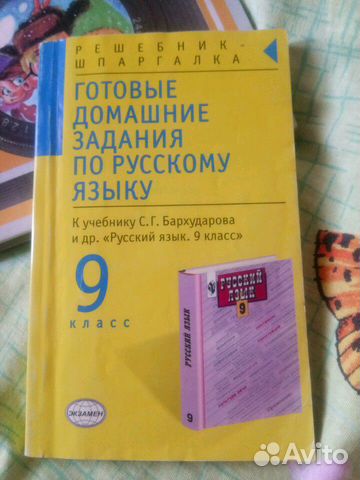 РЕШЕБНИК-
ШПАРГАЛКА
ГОТОВЫЕ
ДОМАШНИЕ
ЗАДАНИЯ
ПО РУССКОМУ
ЯЗЫКУ
К учебнику С.Г. Бархударова
и др. «Русский язык. 9 класс»
9
КЛАСС
РУССКИЙ
ЯЗЫК
9
РУССКИЙ ЯЗЫК
9
ЭКЗАМЕН
Avito